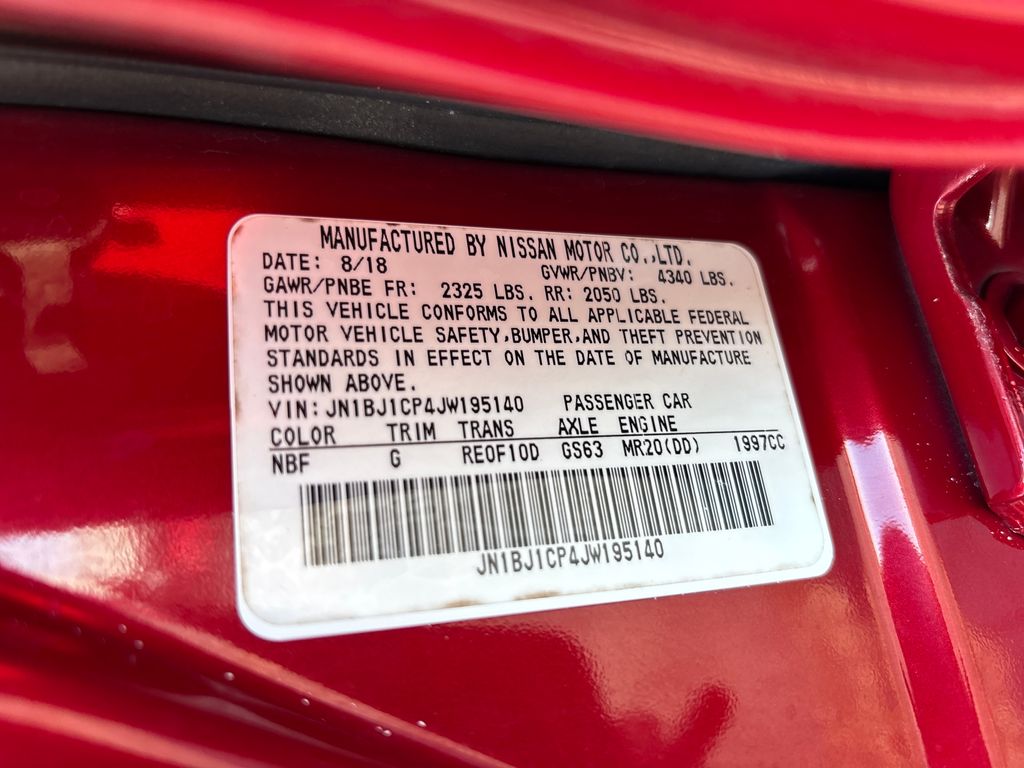 MANUFACTURED BY NISSAN MOTOR CO.,LTD.
DATE: 8/18 GVWR/PNBV: 4340 LBS.
GAWR/PNBE FR: 2325 LBS. RR: 2050 LBS.
THIS VEHICLE CONFORMS TO ALL APPLICABLE FEDERAL
MOTOR VEHICLE SAFETY,BUMPER,AND THEFT PREVENTION
STANDARDS IN EFFECT ON THE DATE OF MANUFACTURE
SHOWN ABOVE.
VIN: JN1BJ1CP4JW195140 PASSENGER CAR
COLOR TRIM TRANS AXLE ENGINE
NBF G RE0F10D GS63 MR20(DD) 1997CC
JN1BJ1CP4JW195140